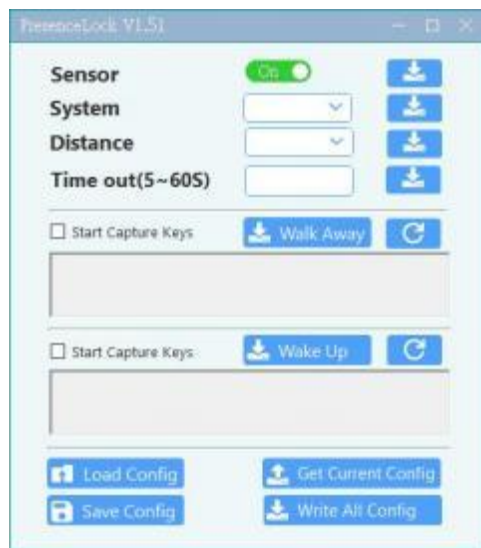 PresenceLock V1.51
Sensor On
System
Distance
Time out(5~60S)
Start Capture Keys Walk Away
Start Capture Keys Wake Up
Load Config Get Current Config
Save Config Write All Config